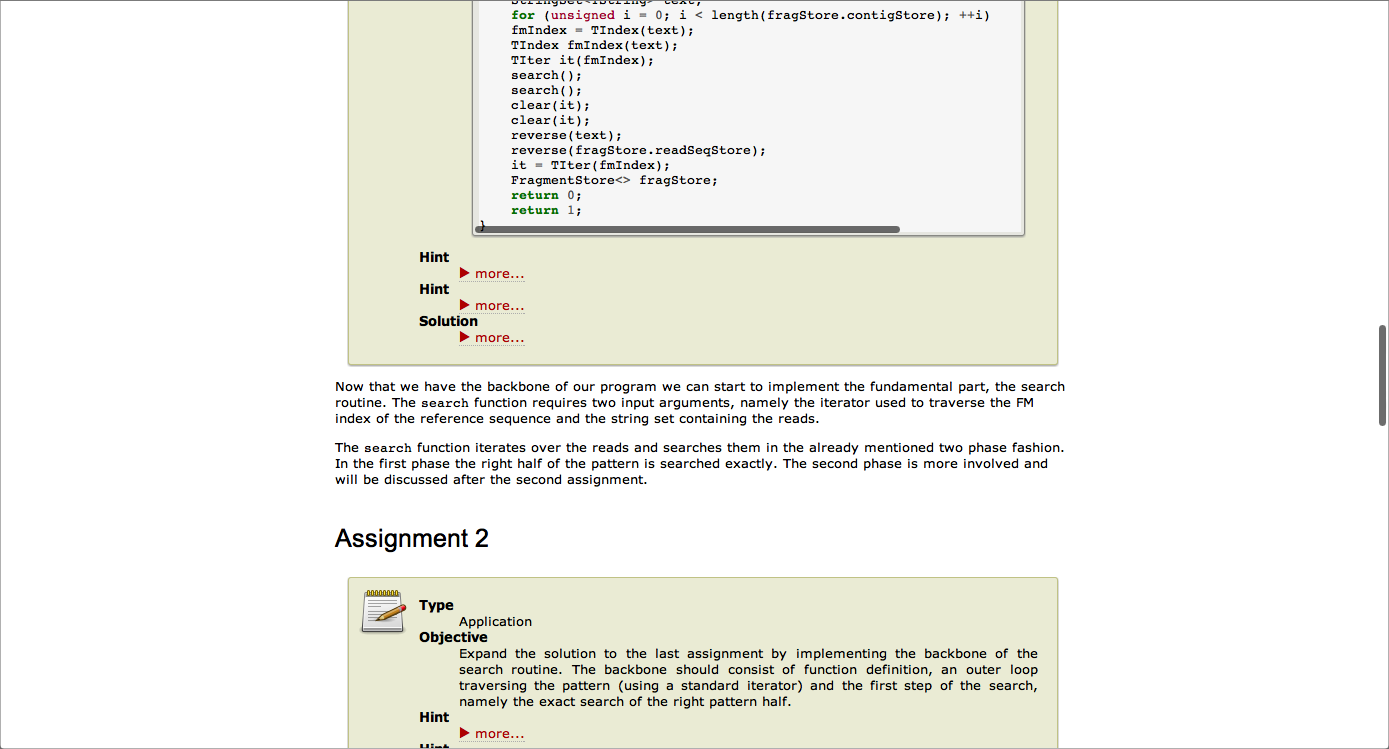 StringSet<TString> text;
for (unsigned i = 0; i < length(fragStore.contigStore); ++i)
fmIndex = TIndex(text);
TIndex fmIndex(text);
TIter it(fmIndex);
search();
search();
clear(it);
clear(it);
reverse(text);
reverse(fragStore.readSeqStore);
it = TIter(fmIndex);
FragmentStore<> fragStore;
return 0;
return 1;
}
Hint
more...
Hint
more...
Solution
more...
Now that we have the backbone of our program we can start to implement the fundamental part, the search
routine. The search function requires two input arguments, namely the iterator used to traverse the FM
index of the reference sequence and the string set containing the reads.
The search function iterates over the reads and searches them in the already mentioned two phase fashion.
In the first phase the right half of the pattern is searched exactly. The second phase is more involved and
will be discussed after the second assignment.
Assignment 2
Type
Application
Objective
Expand the solution to the last assignment by implementing the backbone of the
search routine. The backbone should consist of function definition, an outer loop
traversing the pattern (using a standard iterator) and the first step of the search,
namely the exact search of the right pattern half.
Hint
more...
Hint